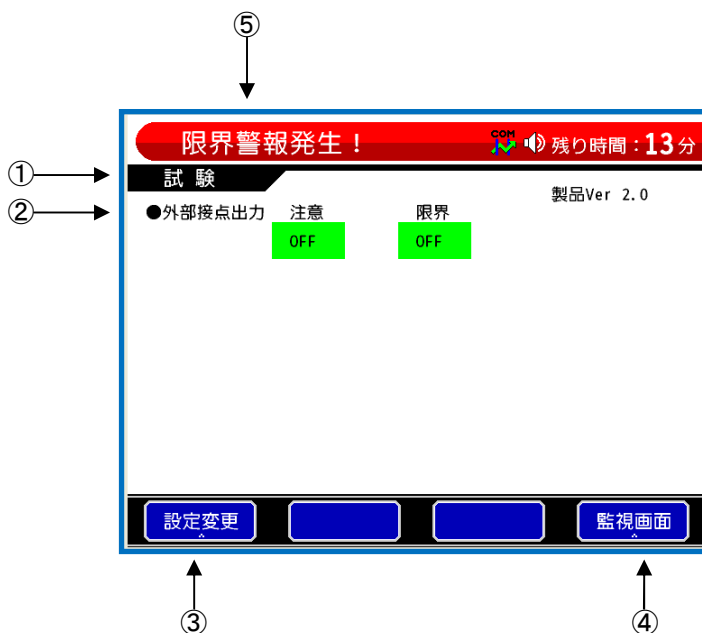 ⑤
限界警報発生！ COM 残り時間：13分
① 試験
製品Ver 2.0
② ●外部接点出力 注意 限界
OFF OFF
設定変更 監視画面
③ ④